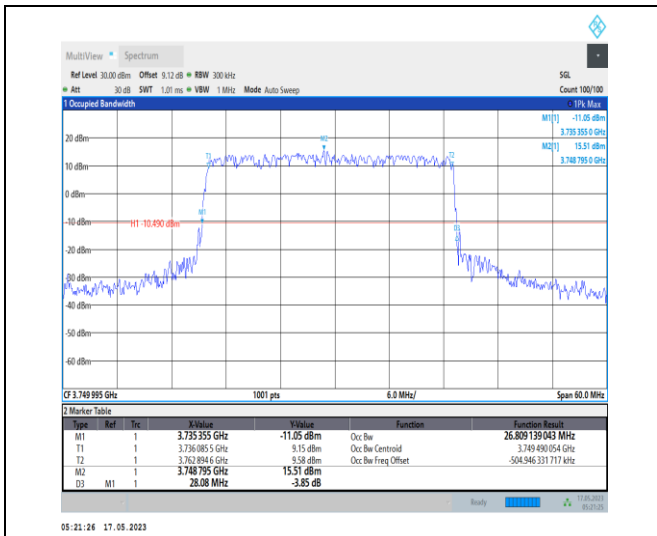 MultiView Spectrum
Ref Level 30.00 dBm Offset 9.12 dB RBW 300 kHz SGL
Att 30 dB SWT 1.01 ms VBW 1 MHz Mode Auto Sweep Count 100/100
1 Occupied Bandwidth 1Pk Max
M1[1] -11.05 dBm
3.735 355 0 GHz
20 dBm M2 M2[1] 15.51 dBm
T1 T2 3.748 795 0 GHz
10 dBm
0 dBm
M1
-10 dBm H1 -10.490 dBm
D3
-20 dBm
-30 dBm
-40 dBm
-50 dBm
-60 dBm
CF 3.749 995 GHz 1001 pts 6.0 MHz/ Span 60.0 MHz
2 Marker Table
Type Ref Trc X-Value Y-Value Function Function Result
M1 1 3.735 355 GHz -11.05 dBm Occ Bw 26.809 139 043 MHz
T1 1 3.736 085 5 GHz 9.15 dBm Occ Bw Centroid 3.749 490 054 GHz
T2 1 3.762 894 6 GHz 9.58 dBm Occ Bw Freq Offset -504.946 331 717 kHz
M2 1 3.748 795 GHz 15.51 dBm
D3 M1 1 28.08 MHz -3.85 dB
Ready 17.05.2023
05:21:25
05:21:26 17.05.2023